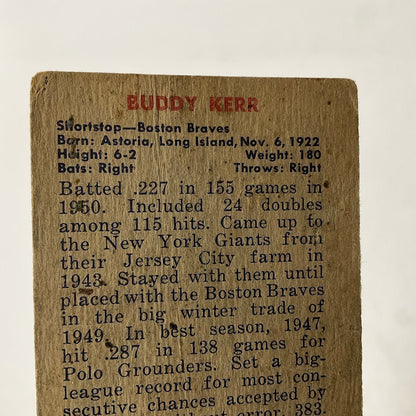 BUDDY KERR
Shortstop—Boston Braves
Born: Astoria, Long Island, Nov. 6, 1922
Height: 6-2 Weight: 180
Bats: Right Throws: Right
Batted .227 in 155 games in
1950. Included 24 doubles
among 115 hits. Came up to
the New York Giants from
their Jersey City farm in
1943. Stayed with them until
placed with the Boston Braves
in the big winter trade of
1949. In best season, 1947,
hit .287 in 138 games for
Polo Grounders. Set a big-
league record for most con-
secutive chances accepted by
without error, 383